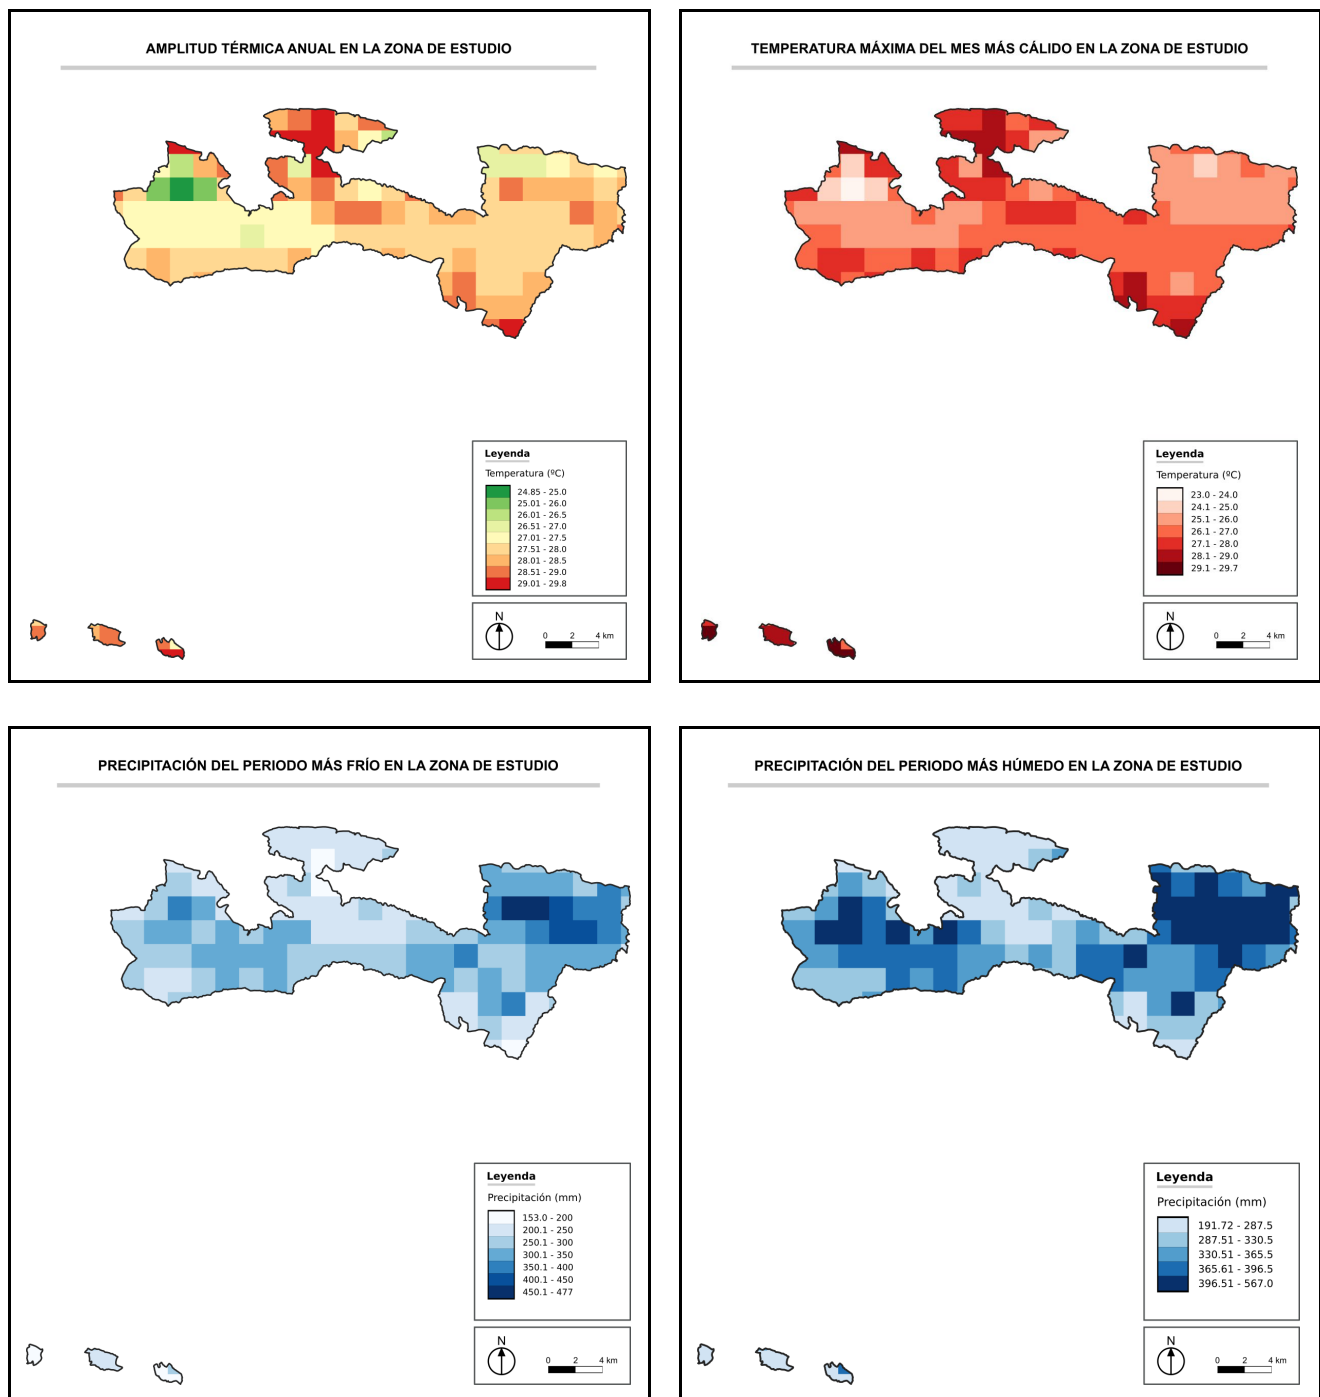 AMPLITUD TÉRMICA ANUAL EN LA ZONA DE ESTUDIO
Leyenda
Temperatura (ºC)
24.85 - 25.0
25.01 - 26.0
26.01 - 26.5
26.51 - 27.0
27.01 - 27.5
27.51 - 28.0
28.01 - 28.5
28.51 - 29.0
29.01 - 29.8
N
0 2 4 km
TEMPERATURA MÁXIMA DEL MES MÁS CÁLIDO EN LA ZONA DE ESTUDIO
Leyenda
Temperatura (ºC)
23.0 - 24.0
24.1 - 25.0
25.1 - 26.0
26.1 - 27.0
27.1 - 28.0
28.1 - 29.0
29.1 - 29.7
N
0 2 4 km
PRECIPITACIÓN DEL PERIODO MÁS FRÍO EN LA ZONA DE ESTUDIO
Leyenda
Precipitación (mm)
153.0 - 200
200.1 - 250
250.1 - 300
300.1 - 350
350.1 - 400
400.1 - 450
450.1 - 477
N
0 2 4 km
PRECIPITACIÓN DEL PERIODO MÁS HÚMEDO EN LA ZONA DE ESTUDIO
Leyenda
Precipitación (mm)
191.72 - 287.5
287.51 - 330.5
330.51 - 365.5
365.61 - 396.5
396.51 - 567.0
N
0 2 4 km